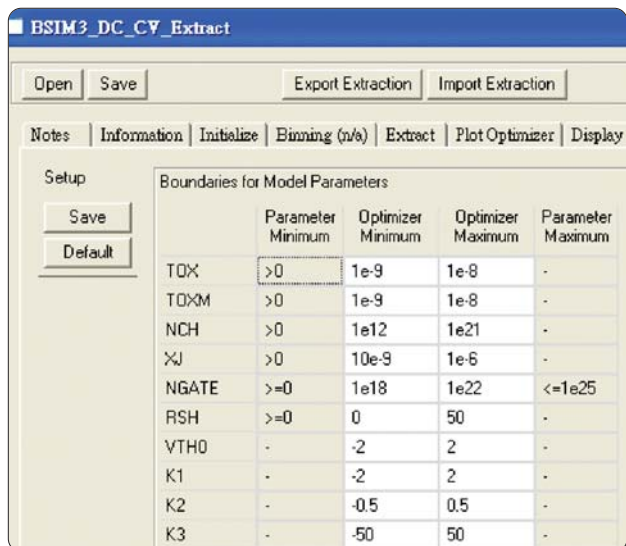 BSIM3_DC_CV_Extract
Open Save Export Extraction Import Extraction
Notes Information Initialize Binning (n/a) Extract Plot Optimizer Display
Setup
Save
Default
Boundaries for Model Parameters
Parameter Minimum Optimizer Minimum Optimizer Maximum Parameter Maximum
TOX >0 1e-9 1e-8 -
TOXM >0 1e-9 1e-8 -
NCH >0 1e12 1e21 -
XJ >0 10e-9 1e-6 -
NGATE >=0 1e18 1e22 <=1e25
RSH >=0 0 50 -
VTH0 - -2 2 -
K1 - -2 2 -
K2 - -0.5 0.5 -
K3 - -50 50 -